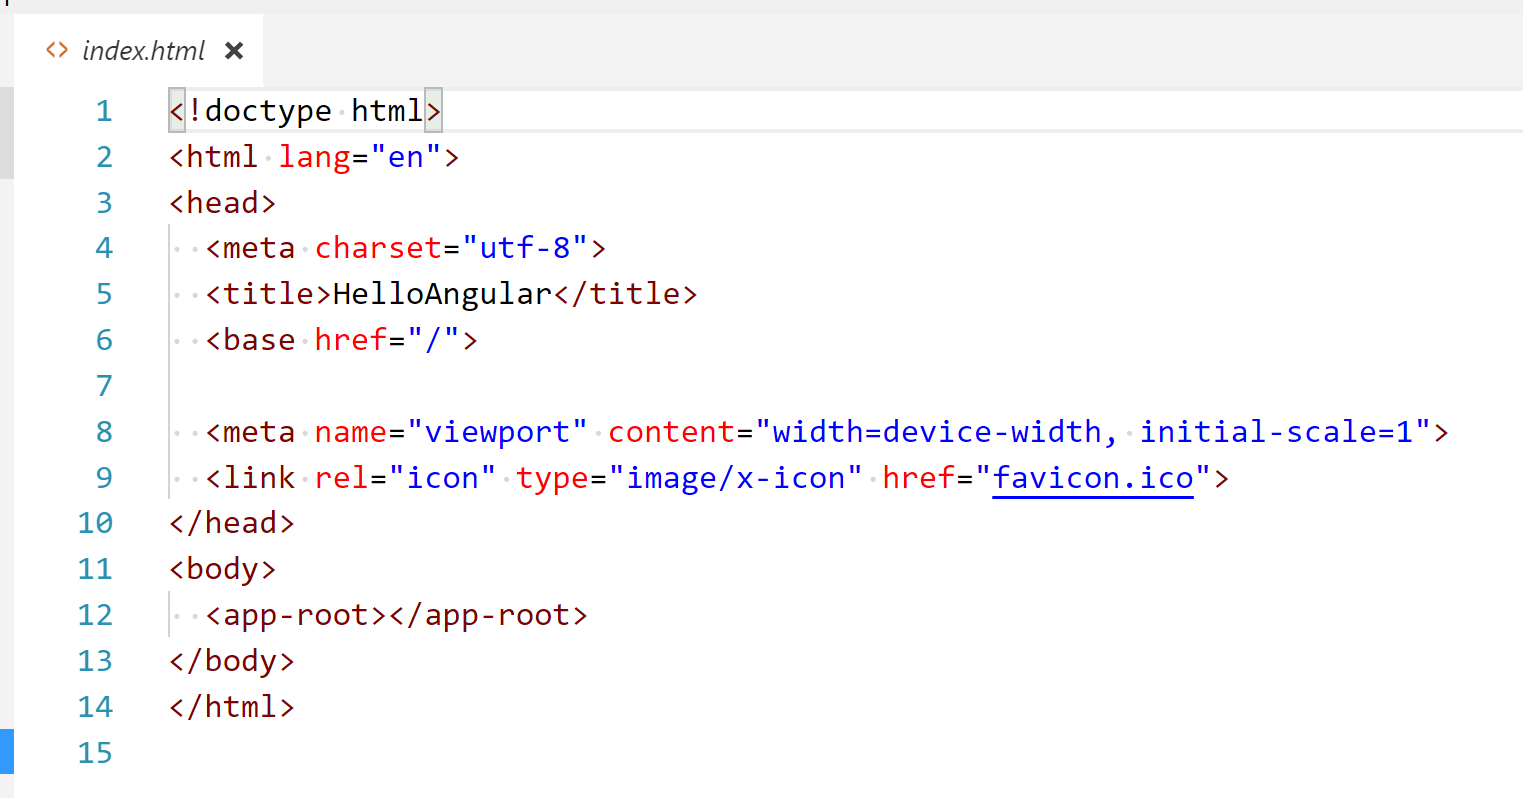 index.html
1 <!doctype html>
2 <html lang="en">
3 <head>
4   <meta charset="utf-8">
5   <title>HelloAngular</title>
6   <base href="/">
7
8   <meta name="viewport" content="width=device-width, initial-scale=1">
9   <link rel="icon" type="image/x-icon" href="favicon.ico">
10 </head>
11 <body>
12   <app-root></app-root>
13 </body>
14 </html>
15